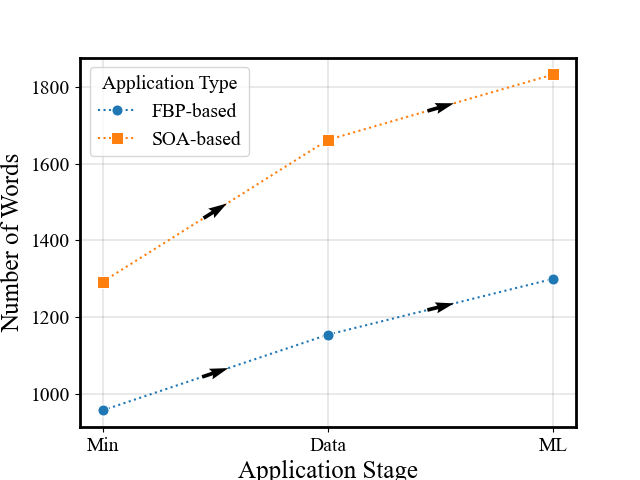 Application Type
FBP-based
SOA-based
Number of Words
1800
1600
1400
1200
1000
Min
Data
ML
Application Stage